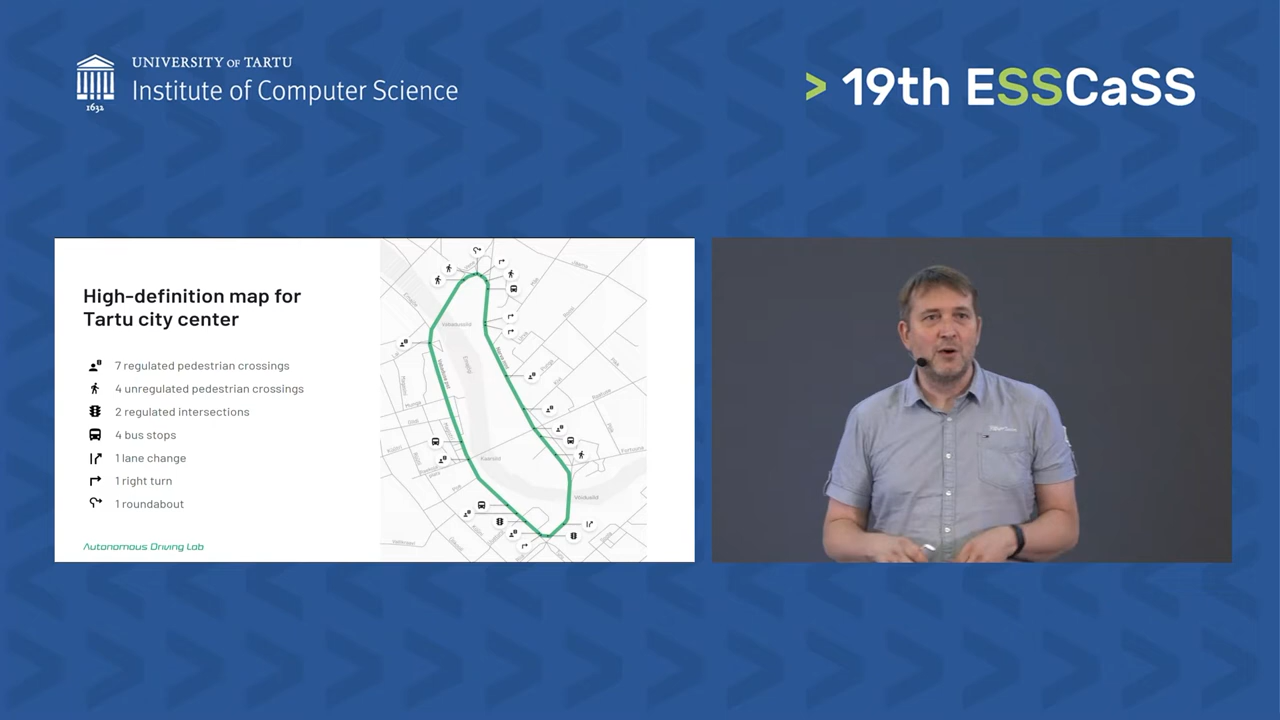 UNIVERSITY OF TARTU
Institute of Computer Science
1632
> 19th ESSCaSS
High-definition map for
Tartu city center
7 regulated pedestrian crossings
4 unregulated pedestrian crossings
2 regulated intersections
4 bus stops
1 lane change
1 right turn
1 roundabout
Autonomous Driving Lab